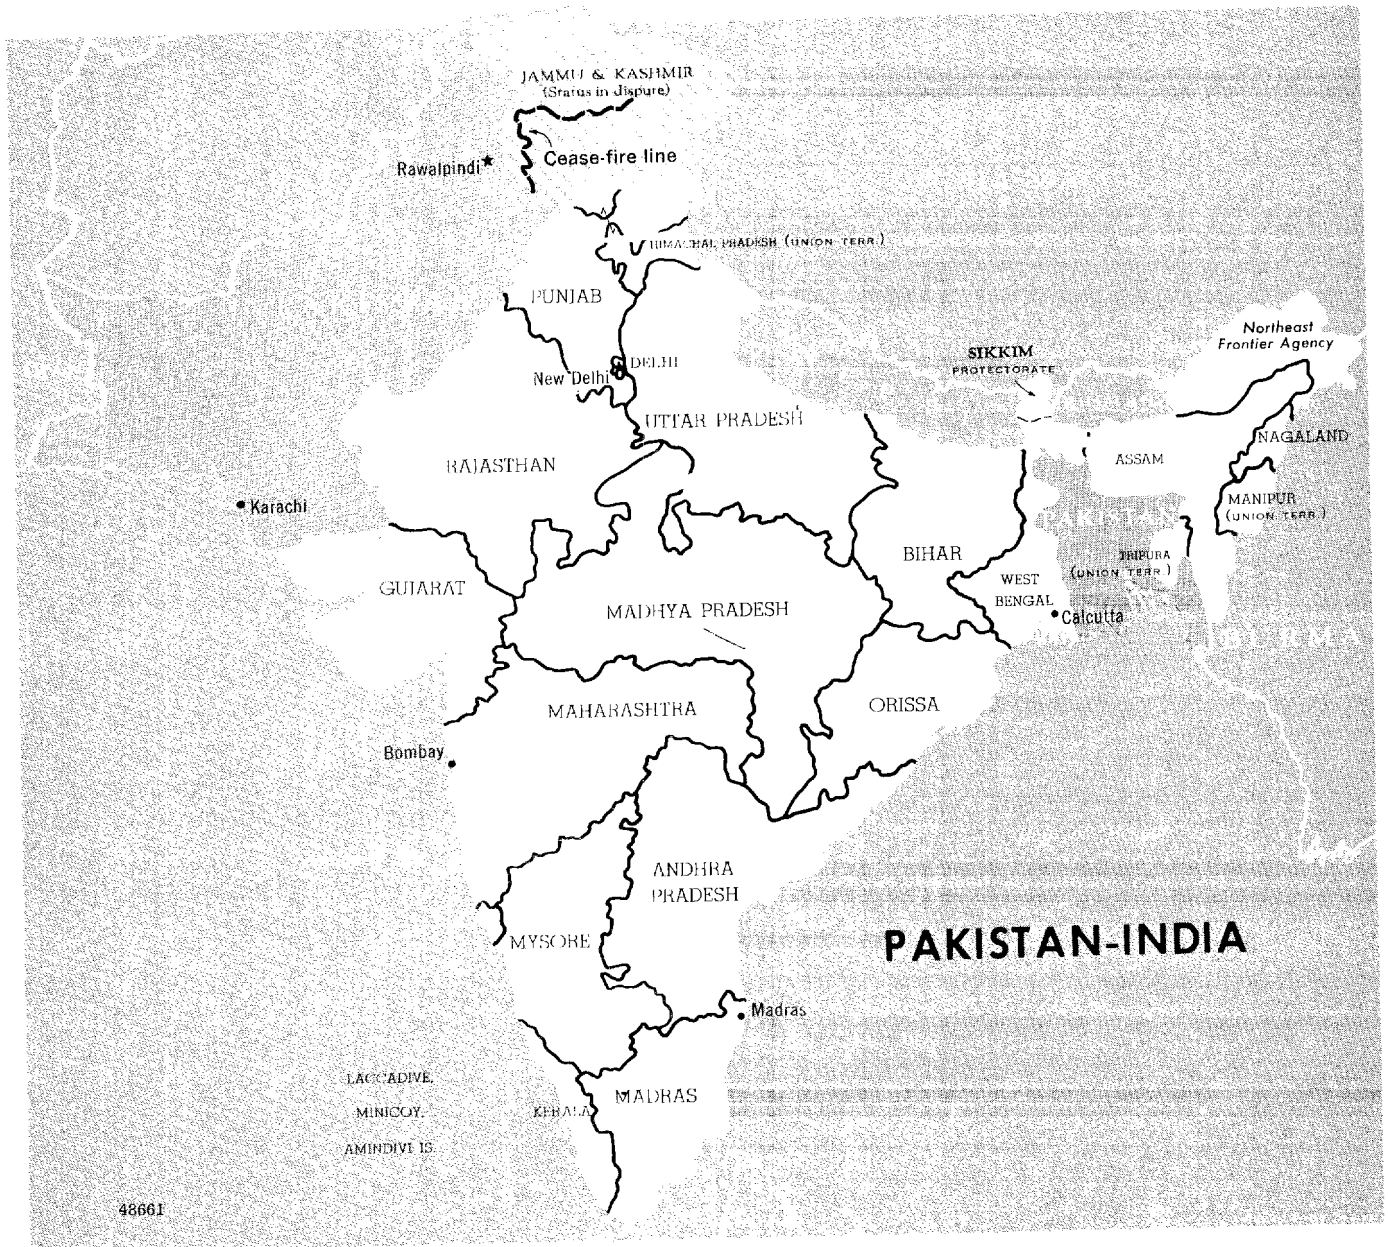 JAMMU & KASHMIR
(Status in dispute)
Cease-fire line
Rawalpindi
HIMACHAL PRADESH (UNION TERR.)
PUNJAB
Northeast
Frontier Agency
SIKKIM
PROTECTORATE
DELHI
New Delhi
UTTAR PRADESH
NAGALAND
ASSAM
RAJASTHAN
MANIPUR
(UNION TERR.)
Karachi
PAKISTAN
TRIPURA
(UNION TERR.)
BIHAR
WEST
BENGAL
GUJARAT
MADHYA PRADESH
Calcutta
BURMA
MAHARASHTRA
ORISSA
Bombay
ANDHRA
PRADESH
MYSORE
PAKISTAN-INDIA
Madras
LACCADIVE,
MINICOY,
AMINDIVI IS.
KERALA
MADRAS
48661